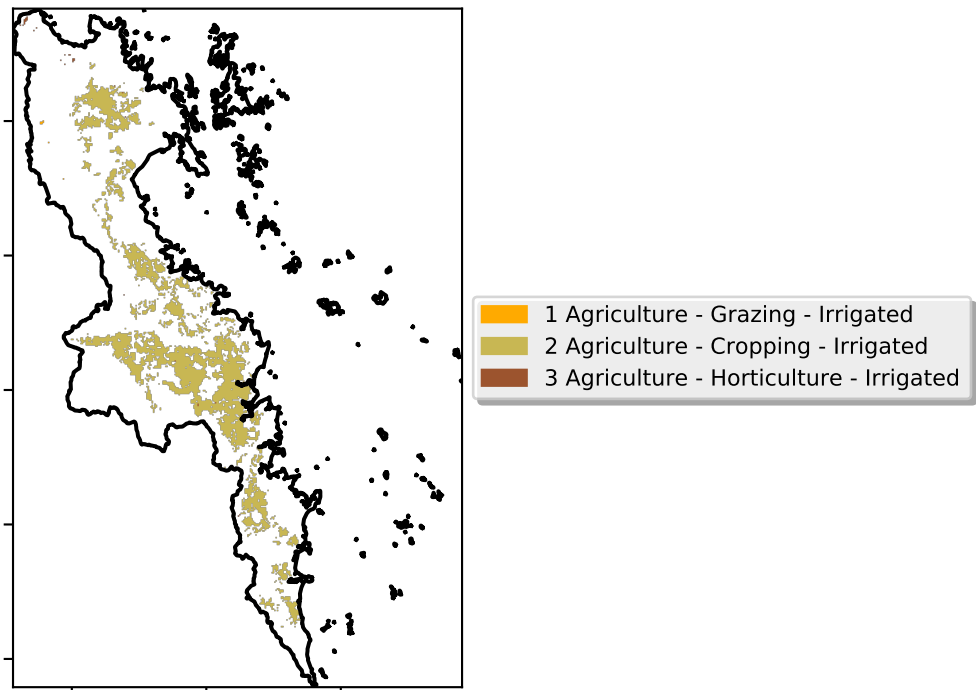 1 Agriculture - Grazing - Irrigated
2 Agriculture - Cropping - Irrigated
3 Agriculture - Horticulture - Irrigated